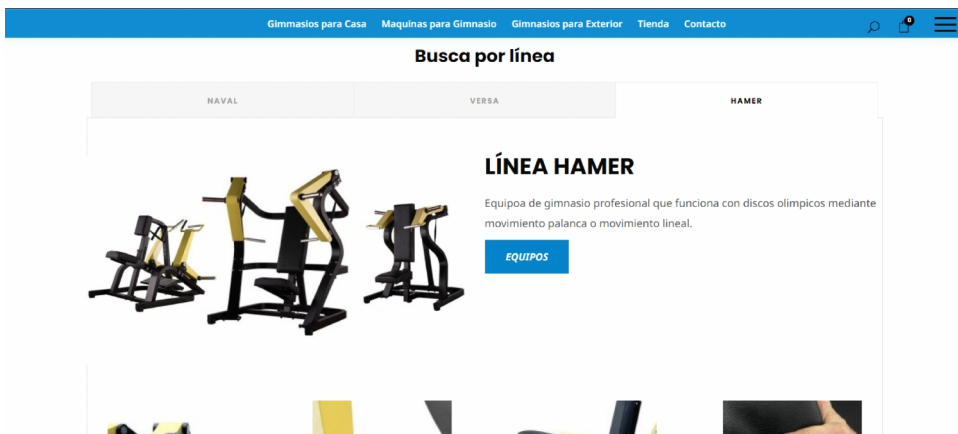 Gimmasios para Casa Maquinas para Gimnasio Gimnasios para Exterior Tienda Contacto 0
Busca por línea
NAVAL VERSA HAMER
LÍNEA HAMER
Equipoa de gimnasio profesional que funciona con discos olimpicos mediante
movimiento palanca o movimiento lineal.
EQUIPOS